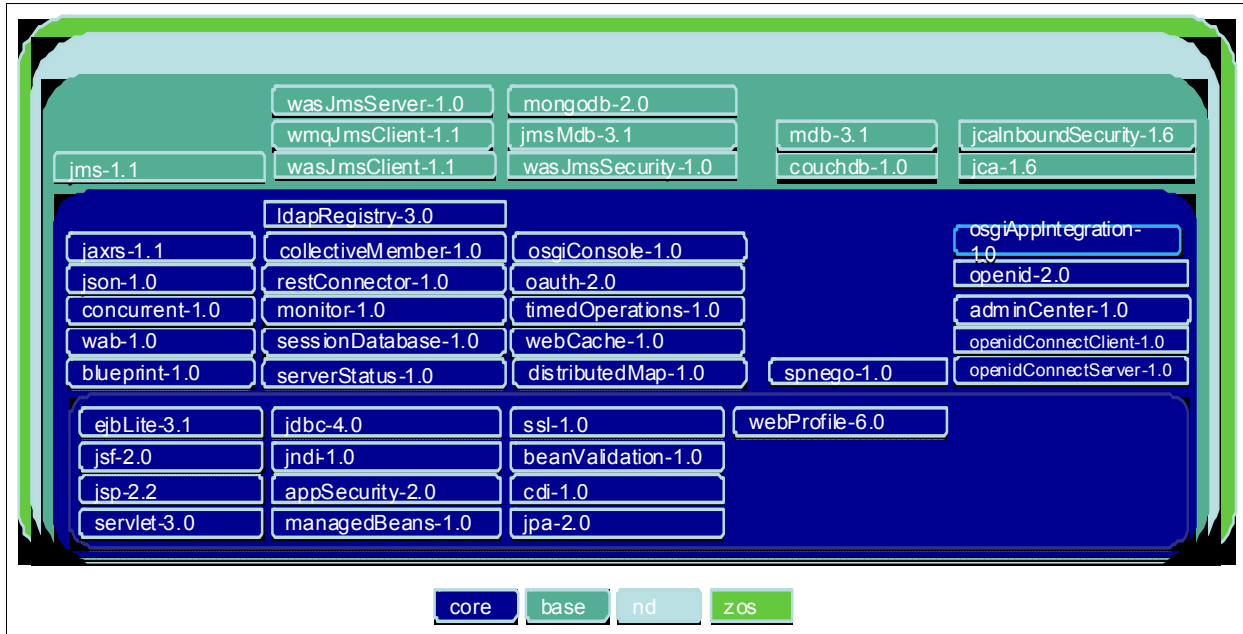 wasJmsServer-1.0
mongodb-2.0
wmqJmsClient-1.1
jmsMdb-3.1
mdb-3.1
jcaInboundSecurity-1.6
jms-1.1
wasJmsClient-1.1
wasJmsSecurity-1.0
couchdb-1.0
jca-1.6
ldapRegistry-3.0
osgiAppIntegration-
1.0
jaxrs-1.1
collectiveMember-1.0
osgiConsole-1.0
json-1.0
restConnector-1.0
oauth-2.0
openid-2.0
concurrent-1.0
monitor-1.0
timedOperations-1.0
adminCenter-1.0
wab-1.0
sessionDatabase-1.0
webCache-1.0
openidConnectClient-1.0
blueprint-1.0
serverStatus-1.0
distributedMap-1.0
spnego-1.0
openidConnectServer-1.0
ejbLite-3.1
jdbc-4.0
ssl-1.0
webProfile-6.0
jsf-2.0
jndi-1.0
beanValidation-1.0
jsp-2.2
appSecurity-2.0
cdi-1.0
servlet-3.0
managedBeans-1.0
jpa-2.0
core
base
nd
zos